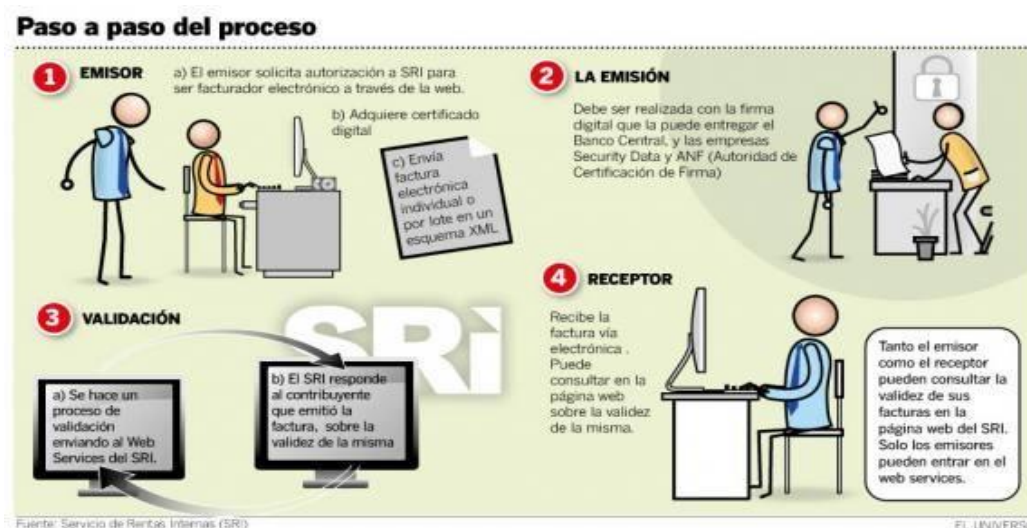 Paso a paso del proceso
1 EMISOR
a) El emisor solicita autorización a SRI para
ser facturador electrónico a través de la web.
b) Adquiere certificado
digital
c) Envía
factura
electrónica
individual o
por lote en un
esquema XML
2 LA EMISIÓN
Debe ser realizada con la firma
digital que la puede entregar el
Banco Central, y las empresas
Security Data y ANF (Autoridad de
Certificación de Firma)
3 VALIDACIÓN
SRi
a) Se hace un
proceso de
validación
enviando al Web
Services del SRI.
b) El SRI responde
al contribuyente
que emitió la
factura, sobre la
validez de la misma
4 RECEPTOR
Recibe la
factura vía
electrónica .
Puede
consultar en la
página web
sobre la validez
de la misma.
Tanto el emisor
como el receptor
pueden consultar la
validez de sus
facturas en la
página web del SRI.
Solo los emisores
pueden entrar en el
web services.
Fuente: Servicio de Rentas Internas (SRI)
EL UNIVERSO